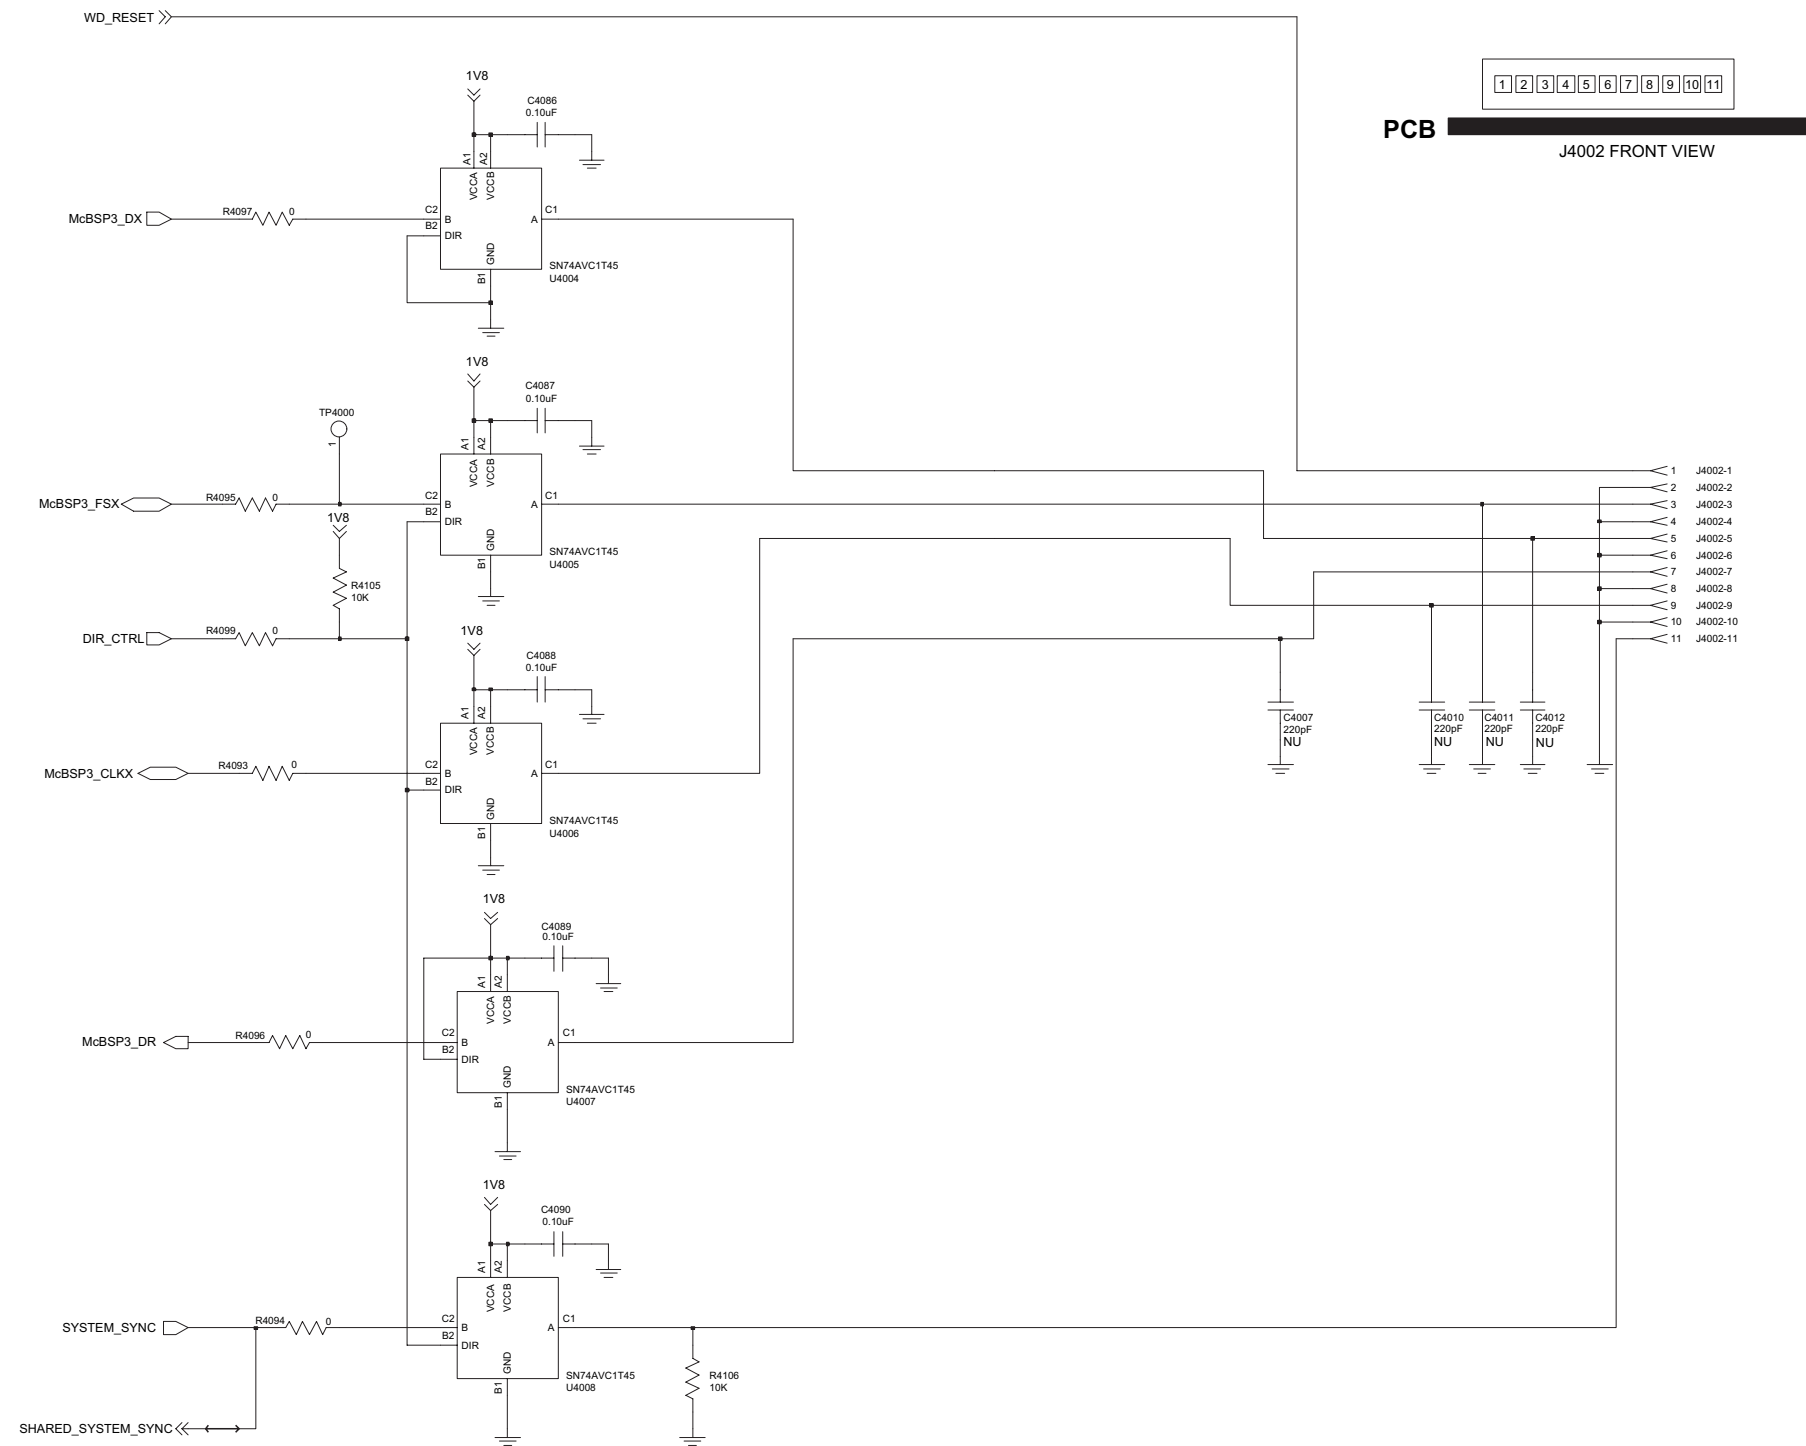 WD_RESET
1 2 3 4 5 6 7 8 9 10 11
PCB
J4002 FRONT VIEW
1V8
C4086
0.10uF
A1
A2
VCCA
VCCB
McBSP3_DX
R4097
0
C2
B
B2
DIR
GND
B1
A
C1
SN74AVC1T45
U4004
1V8
C4087
0.10uF
TP4000
1
A1
A2
VCCA
VCCB
McBSP3_FSX
R4095
0
C2
B
B2
DIR
GND
B1
A
C1
SN74AVC1T45
U4005
1V8
R4105
10K
DIR_CTRL
R4099
0
1V8
C4088
0.10uF
A1
A2
VCCA
VCCB
McBSP3_CLKX
R4093
0
C2
B
B2
DIR
GND
B1
A
C1
SN74AVC1T45
U4006
1 J4002-1
2 J4002-2
3 J4002-3
4 J4002-4
5 J4002-5
6 J4002-6
7 J4002-7
8 J4002-8
9 J4002-9
10 J4002-10
11 J4002-11
C4007
220pF
NU
C4010
220pF
NU
C4011
220pF
NU
C4012
220pF
NU
1V8
C4089
0.10uF
A1
A2
VCCA
VCCB
McBSP3_DR
R4096
0
C2
B
B2
DIR
GND
B1
A
C1
SN74AVC1T45
U4007
1V8
C4090
0.10uF
A1
A2
VCCA
VCCB
SYSTEM_SYNC
R4094
0
C2
B
B2
DIR
GND
B1
A
C1
SN74AVC1T45
U4008
R4106
10K
SHARED_SYSTEM_SYNC